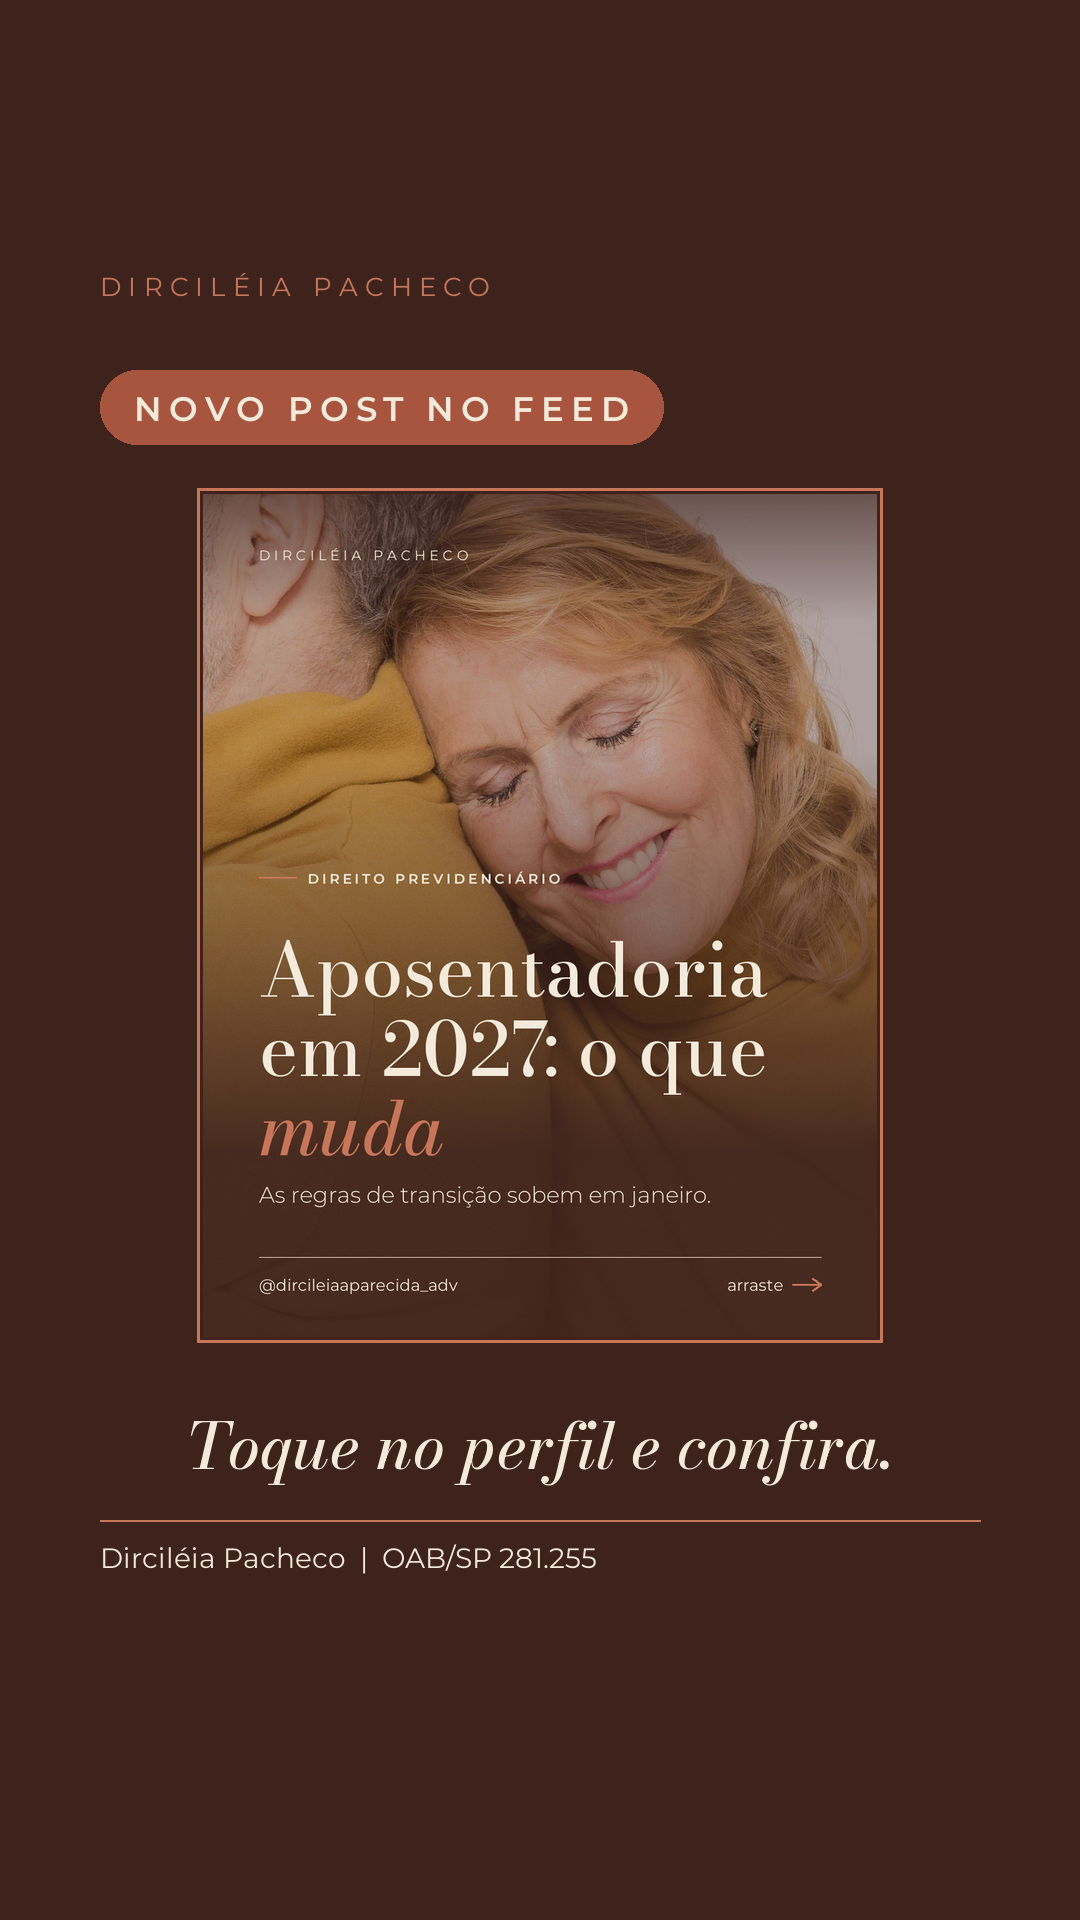 DIRCILÉIA PACHECO
NOVO POST NO FEED
DIRCILÉIA PACHECO
DIREITO PREVIDENCIÁRIO
Aposentadoria
em 2027: o que
muda
As regras de transição sobem em janeiro.
@dircileiaaparecida_adv arraste
Toque no perfil e confira.
Dirciléia Pacheco | OAB/SP 281.255